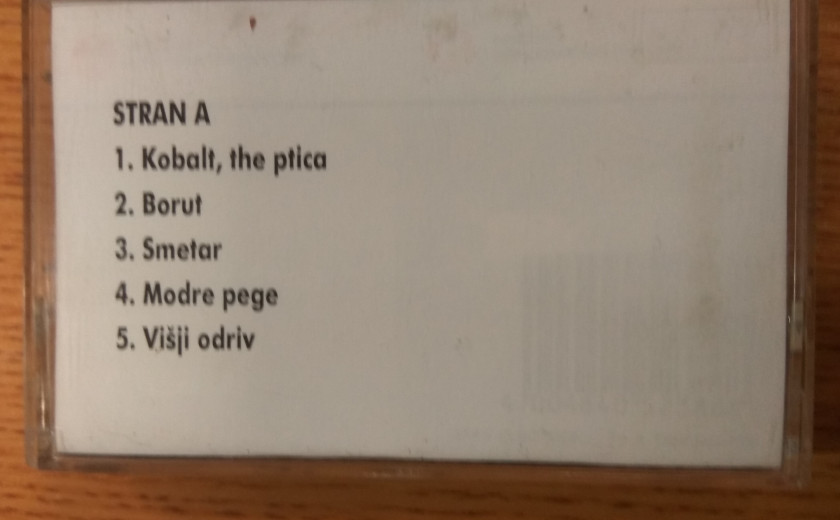 STRAN A
1. Kobalt, the ptica
2. Borut
3. Smetar
4. Modre pege
5. Višji odriv